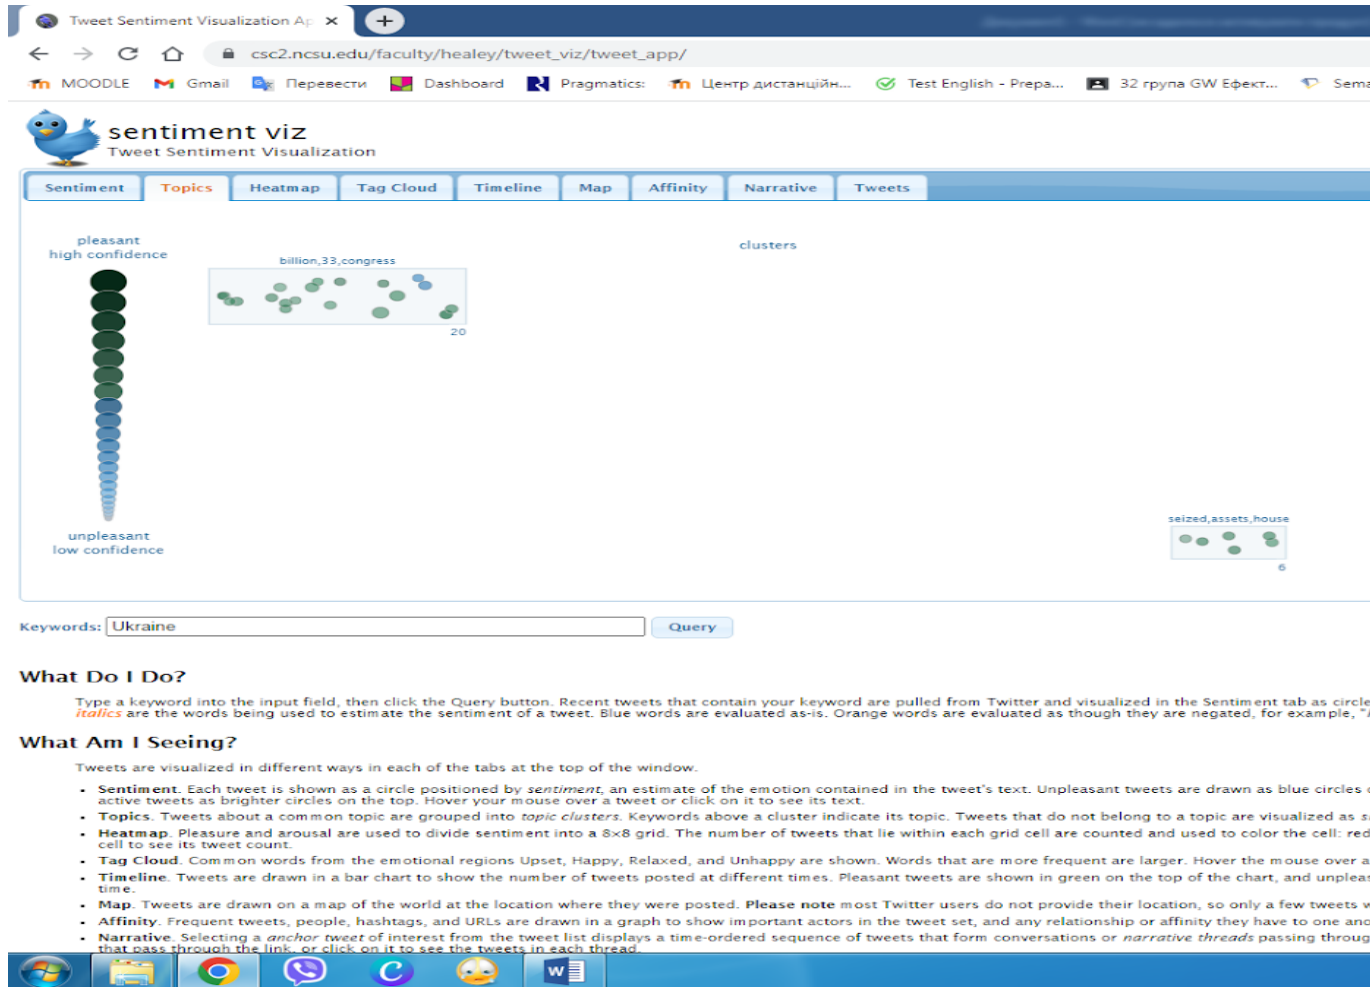 Tweet Sentiment Visualization Ap
csc2.ncsu.edu/faculty/healey/tweet_viz/tweet_app/
MOODLE Gmail Перевести Dashboard Pragmatics: Центр дистанційн... Test English - Prepa... 32 група GW Ефект... Sema
sentiment viz
Tweet Sentiment Visualization
Sentiment Topics Heatmap Tag Cloud Timeline Map Affinity Narrative Tweets
pleasant
high confidence
clusters
billion,33,congress
20
seized,assets,house
6
unpleasant
low confidence
Keywords: Ukraine Query
What Do I Do?
Type a keyword into the input field, then click the Query button. Recent tweets that contain your keyword are pulled from Twitter and visualized in the Sentiment tab as circle
italics are the words being used to estimate the sentiment of a tweet. Blue words are evaluated as-is. Orange words are evaluated as though they are negated, for example, "
What Am I Seeing?
Tweets are visualized in different ways in each of the tabs at the top of the window.
• Sentiment. Each tweet is shown as a circle positioned by sentiment, an estimate of the emotion contained in the tweet's text. Unpleasant tweets are drawn as blue circles
active tweets as brighter circles on the top. Hover your mouse over a tweet or click on it to see its text.
• Topics. Tweets about a common topic are grouped into topic clusters. Keywords above a cluster indicate its topic. Tweets that do not belong to a topic are visualized as s
• Heatmap. Pleasure and arousal are used to divide sentiment into a 8×8 grid. The number of tweets that lie within each grid cell are counted and used to color the cell: red
cell to see its tweet count.
• Tag Cloud. Common words from the emotional regions Upset, Happy, Relaxed, and Unhappy are shown. Words that are more frequent are larger. Hover the mouse over a
• Timeline. Tweets are drawn in a bar chart to show the number of tweets posted at different times. Pleasant tweets are shown in green on the top of the chart, and unpleas
time.
• Map. Tweets are drawn on a map of the world at the location where they were posted. Please note most Twitter users do not provide their location, so only a few tweets w
• Affinity. Frequent tweets, people, hashtags, and URLs are drawn in a graph to show important actors in the tweet set, and any relationship or affinity they have to one ano
• Narrative. Selecting a anchor tweet of interest from the tweet list displays a time-ordered sequence of tweets that form conversations or narrative threads passing throug
that pass through the link, or click on it to see the tweets in each thread.